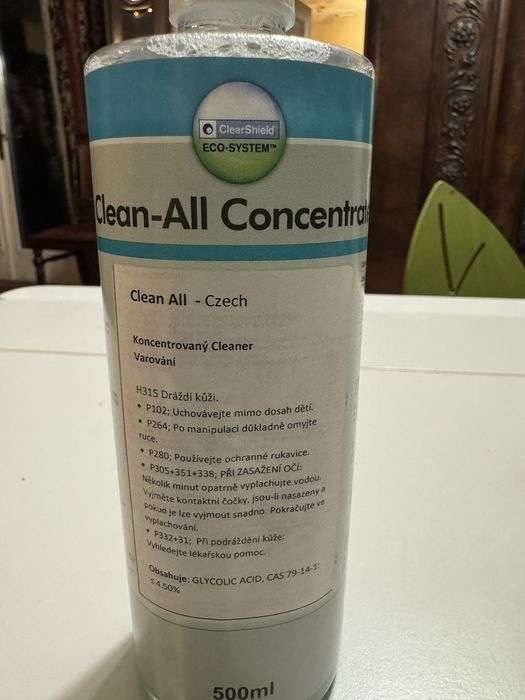 ClearShield
ECO-SYSTEM™
Clean-All Concentrate
Clean All - Czech
Koncentrovaný Cleaner
Varování
H315 Dráždí kůži.
• P102; Uchovávejte mimo dosah dětí.
• P264; Po manipulaci důkladně omyjte
ruce.
• P280; Používejte ochranné rukavice.
• P305+351+338; PŘI ZASAŽENÍ OČÍ:
Několik minut opatrně vyplachujte vodou.
Vyjměte kontaktní čočky, jsou-li nasazeny a
pokud je lze vyjmout snadno. Pokračujte ve
vyplachování.
• P332+31; Při podráždění kůže:
Vyhledejte lékařskou pomoc.
Obsahuje: GLYCOLIC ACID, CAS 79-14-1:
≤ 4.50%
500ml